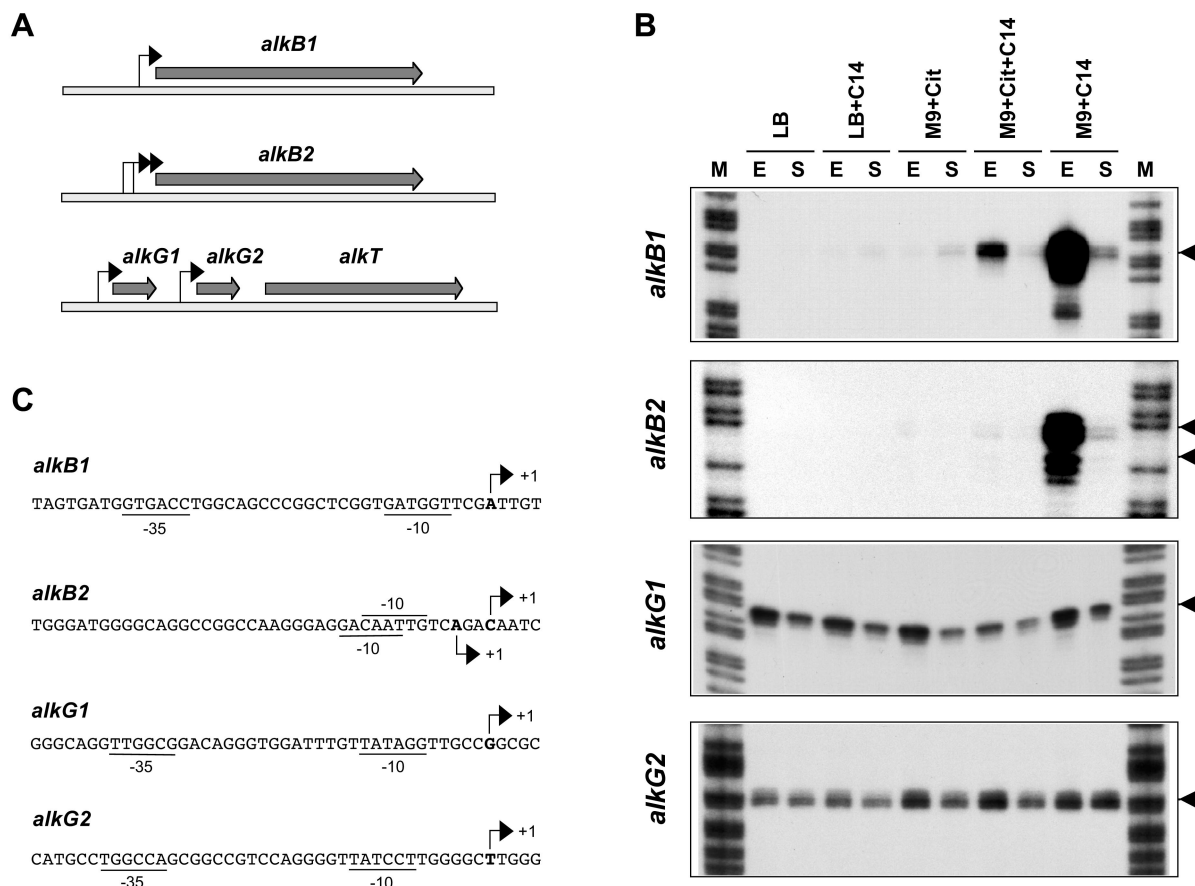 A
alkB1
alkB2
alkG1 alkG2 alkT
B
LB LB+C14 M9+Cit M9+Cit+C14 M9+C14
M E S E S E S E S E S M
alkB1
alkB2
alkG1
alkG2
C
alkB1
+1
TAGTGATGGTGACCTGGCAGCCCGGCTCGGTGATGGTTCGATTGT
-35 -10
alkB2
-10 +1
TGGGATGGGGCAGGCCGGCCAAGGGAGGACAATTGTCAGACAATC
-10 +1
alkG1
+1
GGGCAGGTTGGCGGACAGGGTGGATTTGTTATAGGTTGCCGGCGC
-35 -10
alkG2
+1
CATGCCTGGCCAGCGGCCGTCCAGGGGTTATCCTTGGGGCTTGGG
-35 -10